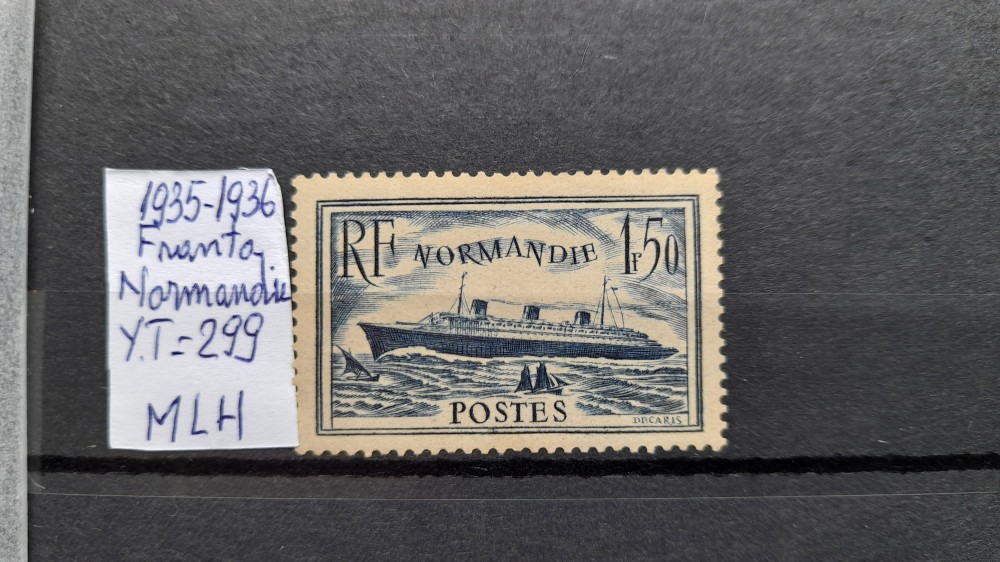 1935-1936
Franta
Normandie
Y.T=299
MLH
RF NORMANDIE 1F50
POSTES
DECARIS